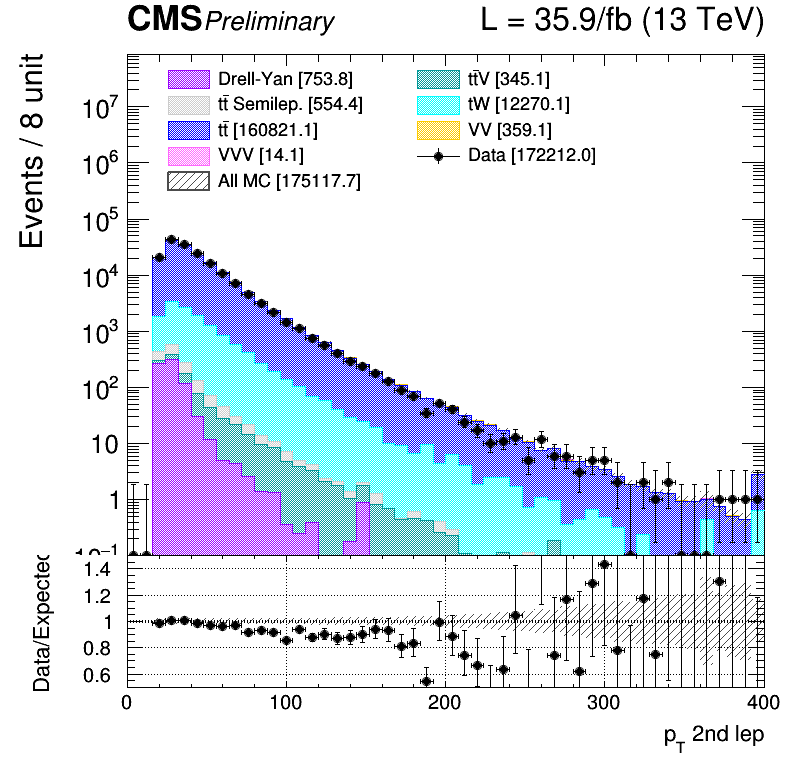 CMS Preliminary L = 35.9/fb (13 TeV)
Events / 8 unit
Drell-Yan [753.8]
tt̄ Semilep. [554.4]
tt̄ [160821.1]
VVV [14.1]
All MC [175117.7]
tt̄V [345.1]
tW [12270.1]
VV [359.1]
Data [172212.0]
10⁷
10⁶
10⁵
10⁴
10³
10²
10
1
10⁻¹
Data/Expected
1.4
1.2
1
0.8
0.6
0 100 200 300 400
p_T 2nd lep